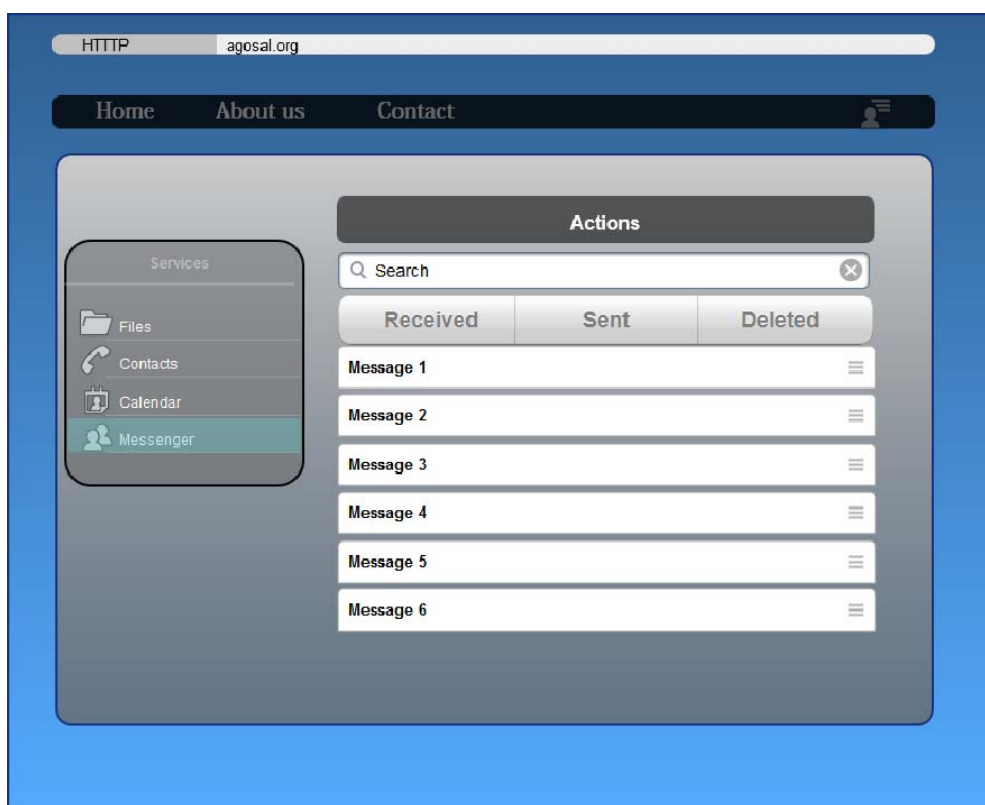 HTTTP agosal.org
Home About us Contact
Actions
Services
Search
Received Sent Deleted
Files
Contacts
Calendar
Messenger
Message 1
Message 2
Message 3
Message 4
Message 5
Message 6